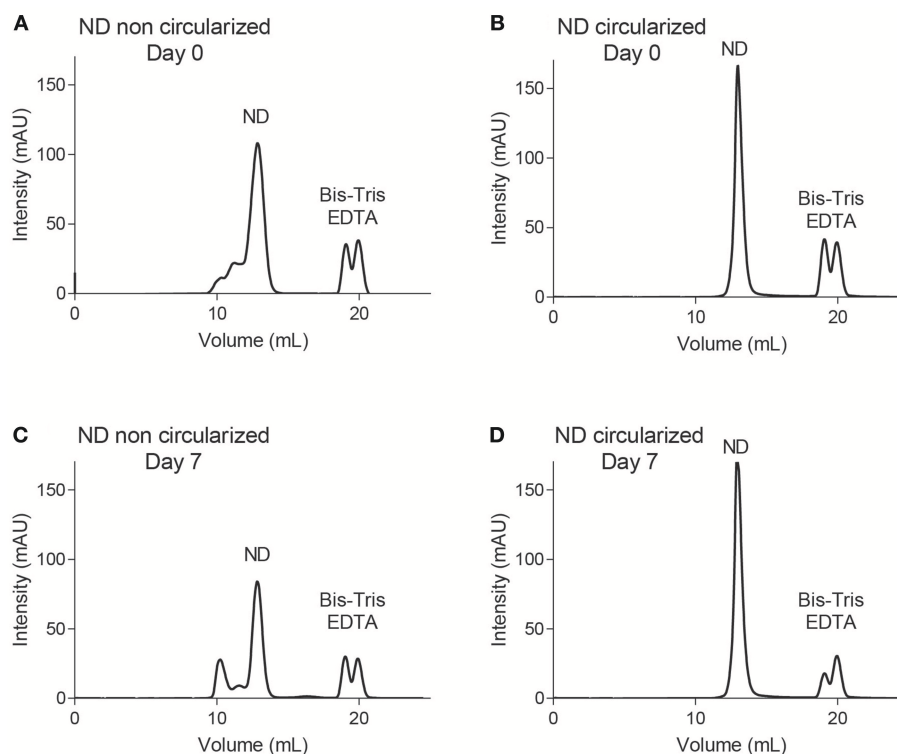 A
ND non circularized
Day 0
ND
Bis-Tris
EDTA
Intensity (mAU)
150
100
50
0
0
10
20
Volume (mL)
B
ND circularized
Day 0
ND
Bis-Tris
EDTA
Intensity (mAU)
150
100
50
0
0
10
20
Volume (mL)
C
ND non circularized
Day 7
ND
Bis-Tris
EDTA
Intensity (mAU)
150
100
50
0
0
10
20
Volume (mL)
D
ND circularized
Day 7
ND
Bis-Tris
EDTA
Intensity (mAU)
150
100
50
0
0
10
20
Volume (mL)